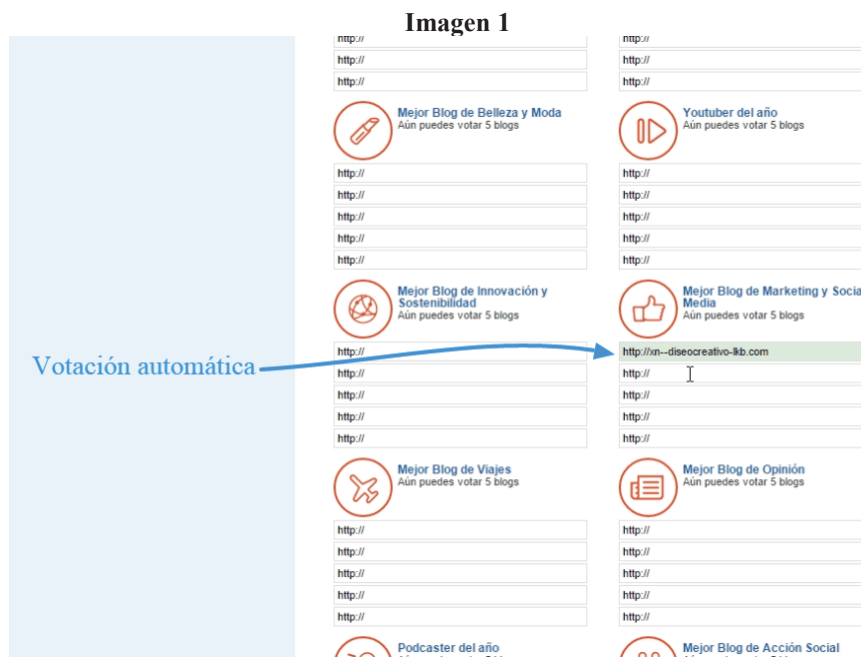 Imagen 1
http://
http://
http://
Mejor Blog de Belleza y Moda
Aún puedes votar 5 blogs
http://
http://
http://
http://
http://
Mejor Blog de Innovación y
Sostenibilidad
Aún puedes votar 5 blogs
http://
http://
http://
http://
http://
Mejor Blog de Viajes
Aún puedes votar 5 blogs
http://
http://
http://
http://
http://
Podcaster del año
http://
http://
http://
Youtuber del año
Aún puedes votar 5 blogs
http://
http://
http://
http://
http://
Mejor Blog de Marketing y Socia
Media
Aún puedes votar 5 blogs
http://xn--diseocreativo-lkb.com
http://
http://
http://
http://
Mejor Blog de Opinión
Aún puedes votar 5 blogs
http://
http://
http://
http://
http://
Mejor Blog de Acción Social
Votación automática